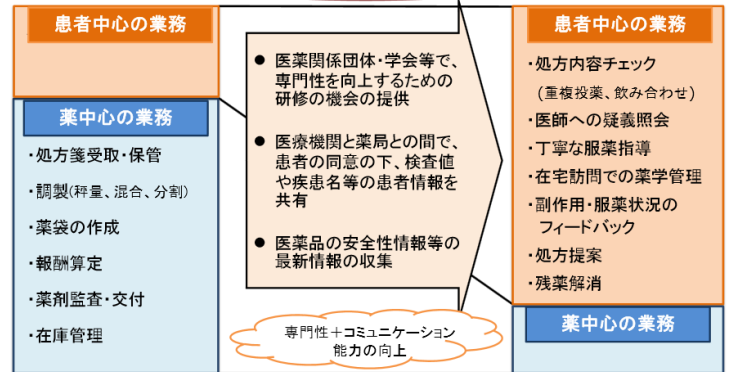 患者中心の業務
薬中心の業務
・処方箋受取・保管
・調製(秤量、混合、分割)
・薬袋の作成
・報酬算定
・薬剤監査・交付
・在庫管理
● 医薬関係団体・学会等で、
専門性を向上するための
研修の機会の提供
● 医療機関と薬局との間で、
患者の同意の下、検査値
や疾患名等の患者情報を
共有
● 医薬品の安全性情報等の
最新情報の収集
専門性＋コミュニケーション
能力の向上
患者中心の業務
・処方内容チェック
(重複投薬、飲み合わせ)
・医師への疑義照会
・丁寧な服薬指導
・在宅訪問での薬学管理
・副作用・服薬状況の
フィードバック
・処方提案
・残薬解消
薬中心の業務